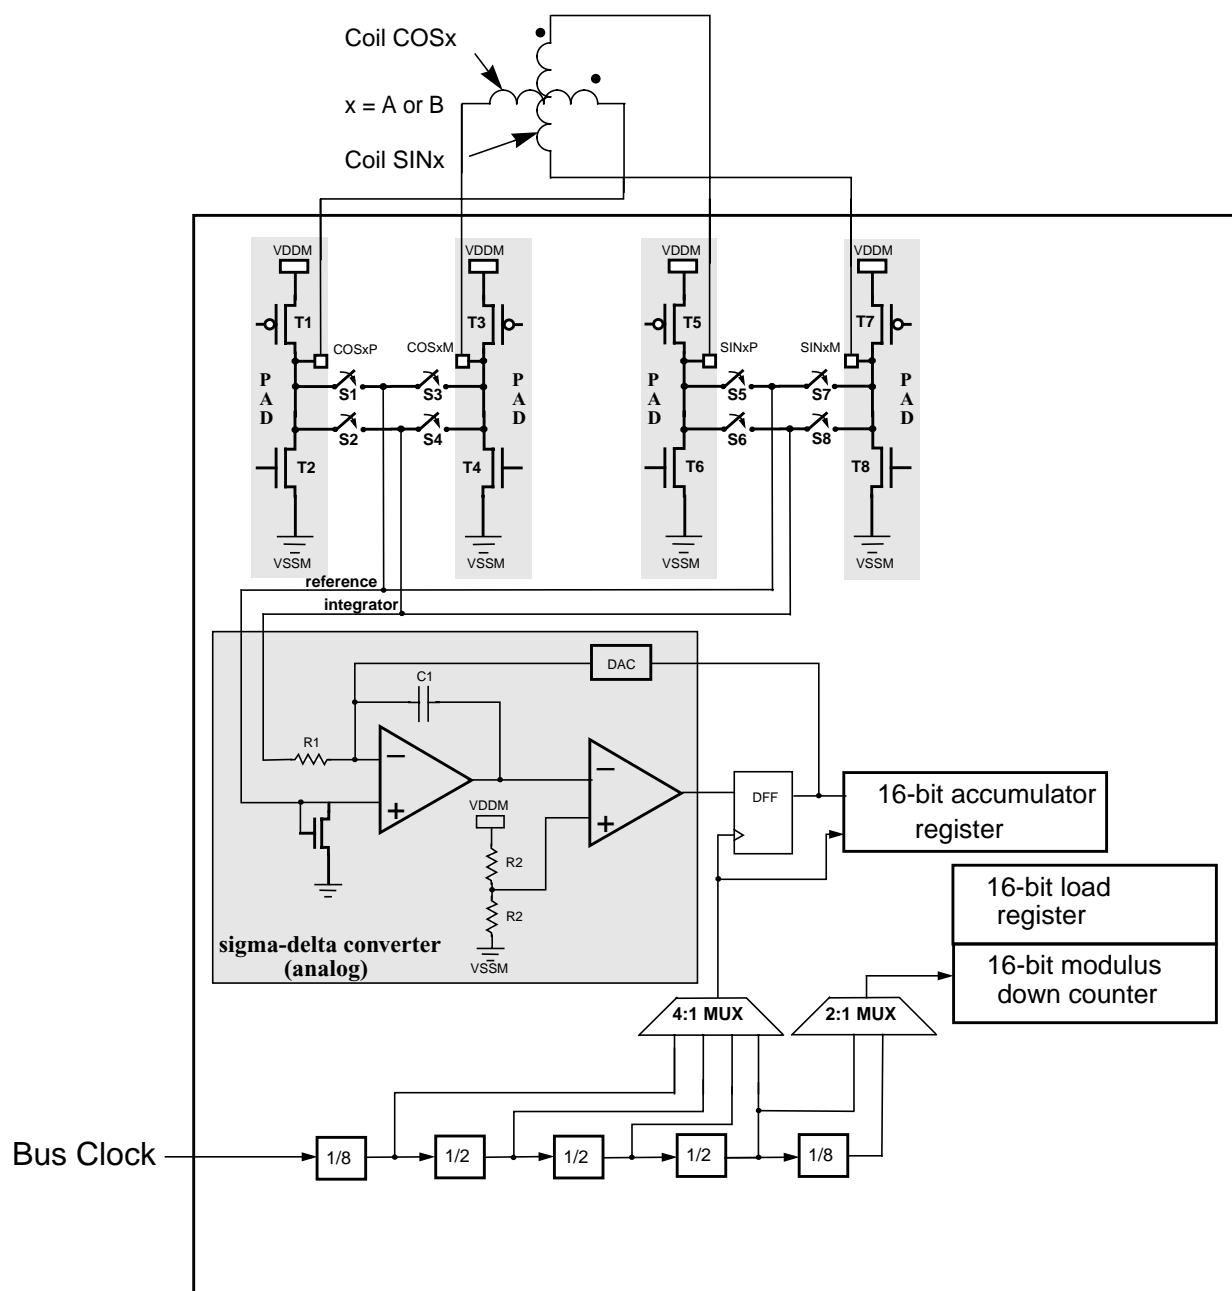 Coil COSx
x = A or B
Coil SINx
VDDM
VDDM
VDDM
VDDM
T1
T3
T5
T7
COSxP
COSxM
SINxP
SINxM
PAD
PAD
PAD
PAD
S1
S3
S5
S7
S2
S4
S6
S8
T2
T4
T6
T8
VSSM
VSSM
VSSM
VSSM
reference
integrator
DAC
C1
R1
VDDM
R2
R2
VSSM
DFF
16-bit accumulator
register
sigma-delta converter
(analog)
16-bit load
register
16-bit modulus
down counter
4:1 MUX
2:1 MUX
Bus Clock
1/8
1/2
1/2
1/2
1/8